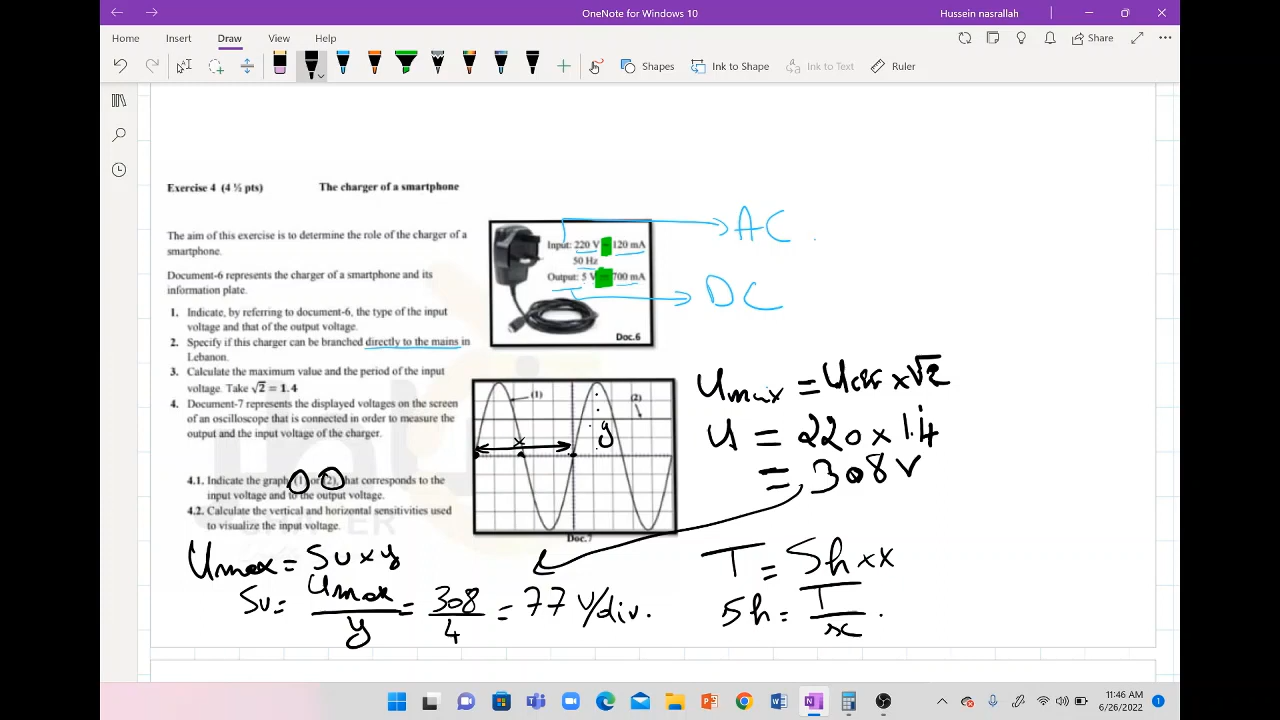 OneNote for Windows 10
Hussein nasrallah
Home Insert Draw View Help
Share
Shapes
Ink to Shape
Ink to Text
Ruler
Exercise 4 (4 ½ pts) The charger of a smartphone
The aim of this exercise is to determine the role of the charger of a
smartphone.
Document-6 represents the charger of a smartphone and its
information plate.
1. Indicate, by referring to document-6, the type of the input
voltage and that of the output voltage.
2. Specify if this charger can be branched directly to the mains in
Lebanon.
3. Calculate the maximum value and the period of the input
voltage. Take √2 = 1.4
4. Document-7 represents the displayed voltages on the screen
of an oscilloscope that is connected in order to measure the
output and the input voltage of the charger.
4.1. Indicate the graph (1) or (2), that corresponds to the
input voltage and to the output voltage.
4.2. Calculate the vertical and horizontal sensitivities used
to visualize the input voltage.
Input: 220 V 120 mA
50 Hz
Output: 5 V 700 mA
Doc.6
AC
DC
(1)
(2)
x
y
Doc.7
Umax = Ueff x √2
U = 220 x 1.4
= 308 V
Umax = Sv x y
Sv = Umax / y = 308 / 4 = 77 V/div.
T = Sh x x
Sh = T / x .
11:46 AM
6/26/2022